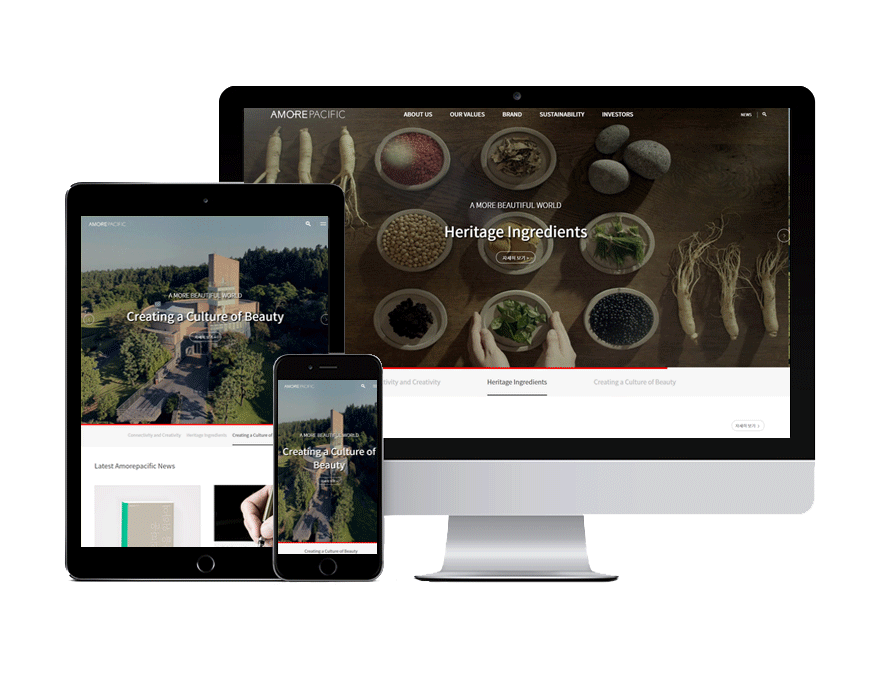 AMOREPACIFIC
ABOUT US OUR VALUES BRAND SUSTAINABILITY INVESTORS
NEWS
A MORE BEAUTIFUL WORLD
Heritage Ingredients
자세히 보기 >
tivity and Creativity Heritage Ingredients Creating a Culture of Beauty
자세히 보기 >
AMOREPACIFIC
A MORE BEAUTIFUL WORLD
Creating a Culture of Beauty
자세히 보기 >
Connectivity and Creativity Heritage Ingredients Creating a Culture of
Latest Amorepacific News
AMOREPACIFIC
A MORE BEAUTIFUL WORLD
Creating a Culture of
Beauty
자세히 보기 >
Creating a Culture of Beauty